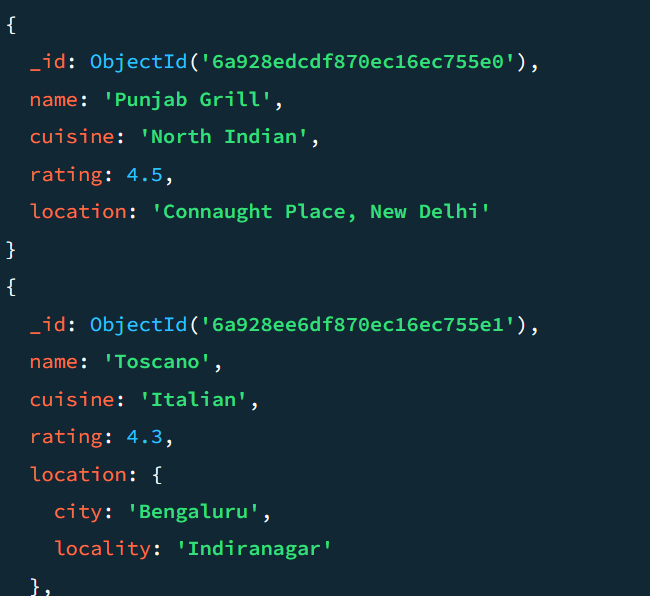 {
  _id: ObjectId('6a928edcdf870ec16ec755e0'),
  name: 'Punjab Grill',
  cuisine: 'North Indian',
  rating: 4.5,
  location: 'Connaught Place, New Delhi'
}
{
  _id: ObjectId('6a928ee6df870ec16ec755e1'),
  name: 'Toscano',
  cuisine: 'Italian',
  rating: 4.3,
  location: {
    city: 'Bengaluru',
    locality: 'Indiranagar'
  },